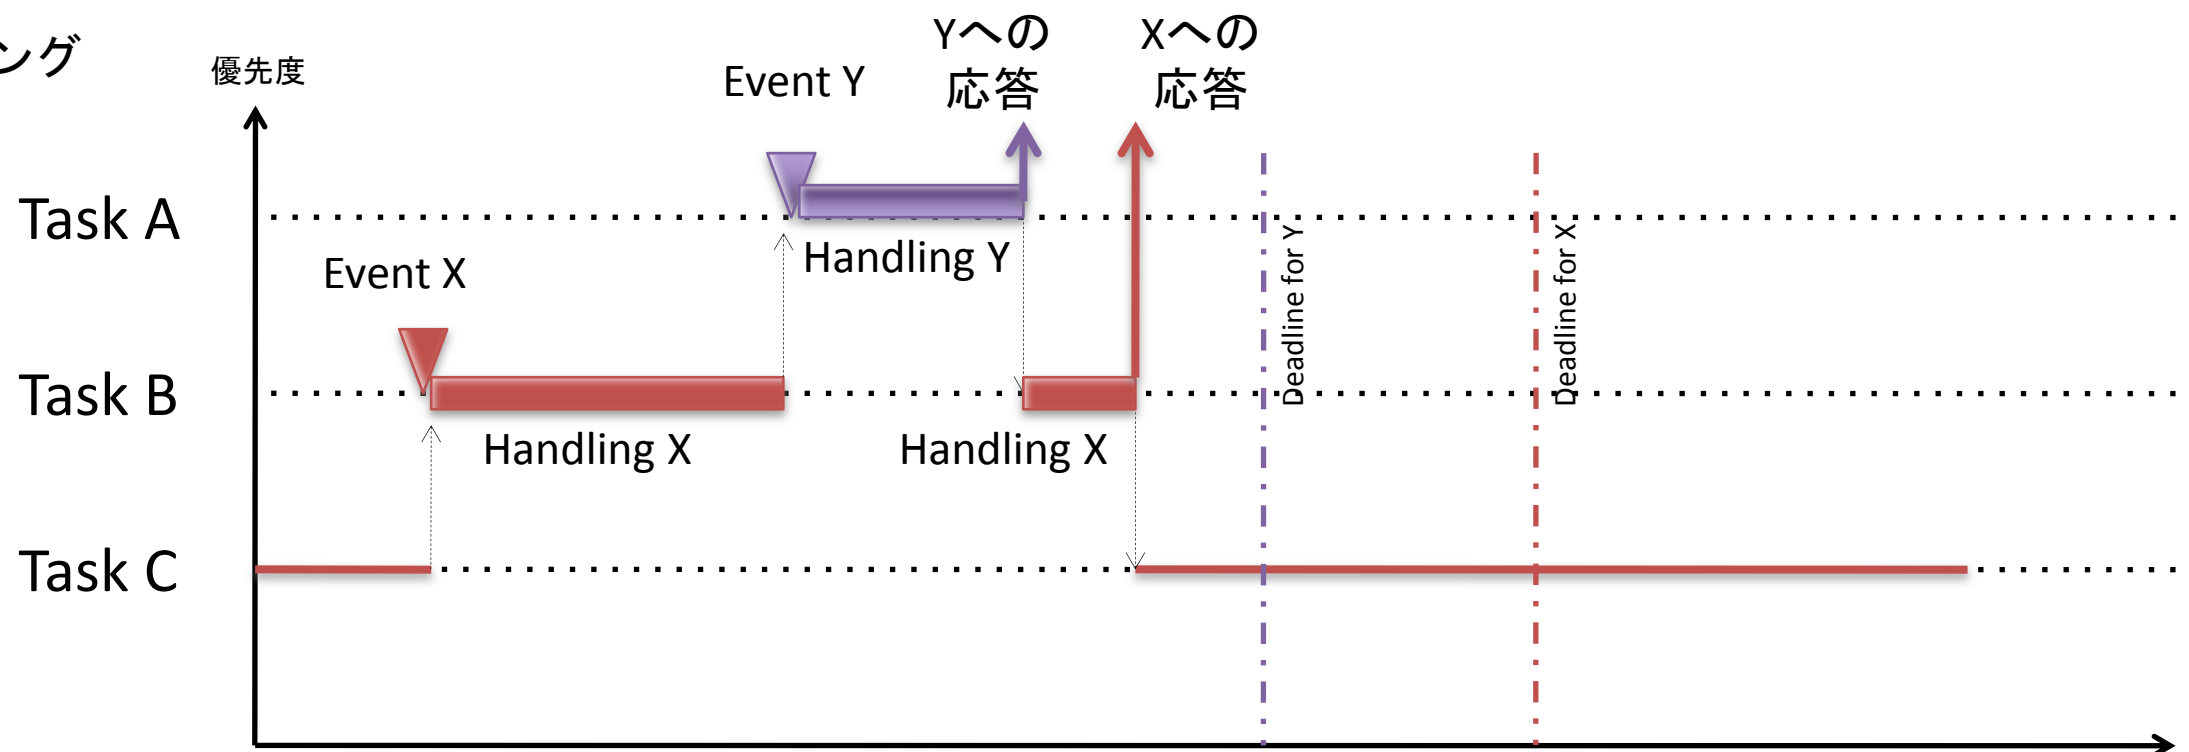 ング
優先度
Event Y
Yへの
応答
Xへの
応答
Task A
Handling Y
Event X
Deadline for Y
Deadline for X
Task B
Handling X
Handling X
Task C